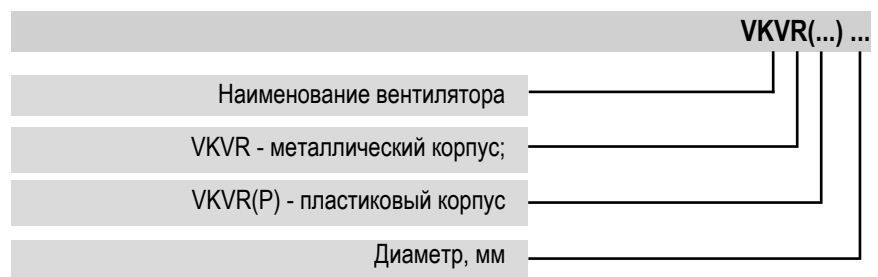 VKVR(...) ...
Наименование вентилятора
VKVR - металлический корпус;
VKVR(P) - пластиковый корпус
Диаметр, мм